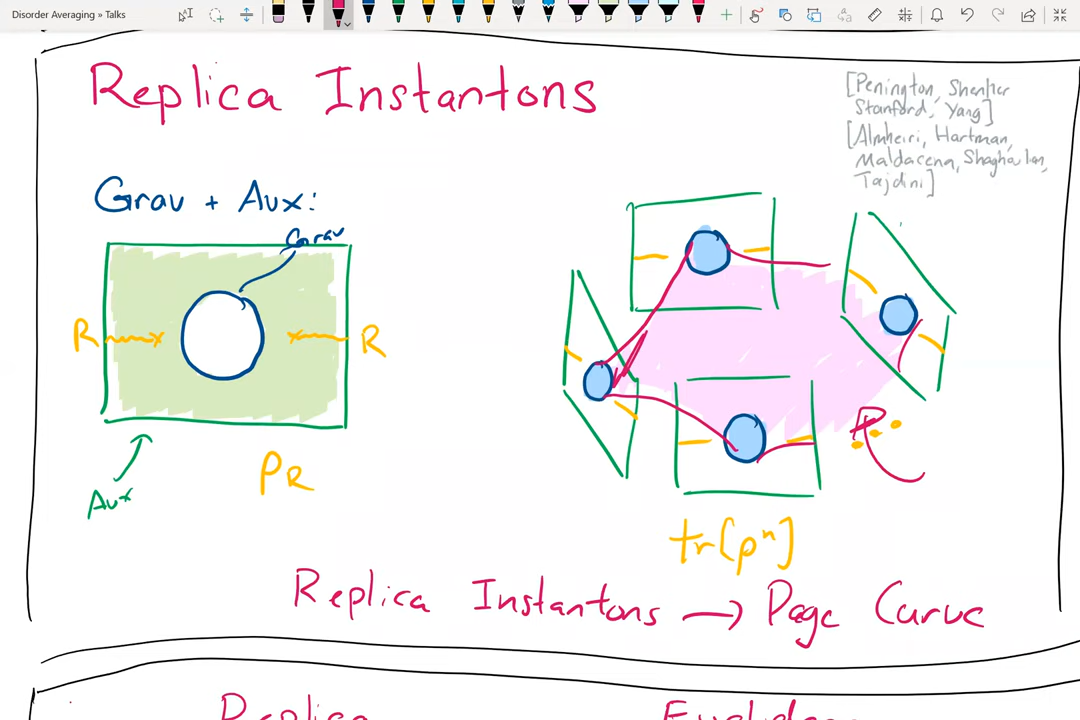 Disorder Averaging » Talks
Replica Instantons
[Penington, Shenker
Stanford, Yang]
[Almheiri, Hartman,
Maldacena, Shaghoulian,
Tajdini]
Grav + Aux:
Grav
R
R
Aux
ρR
tr[ρⁿ]
Replica Instantons → Page Curve
Replica